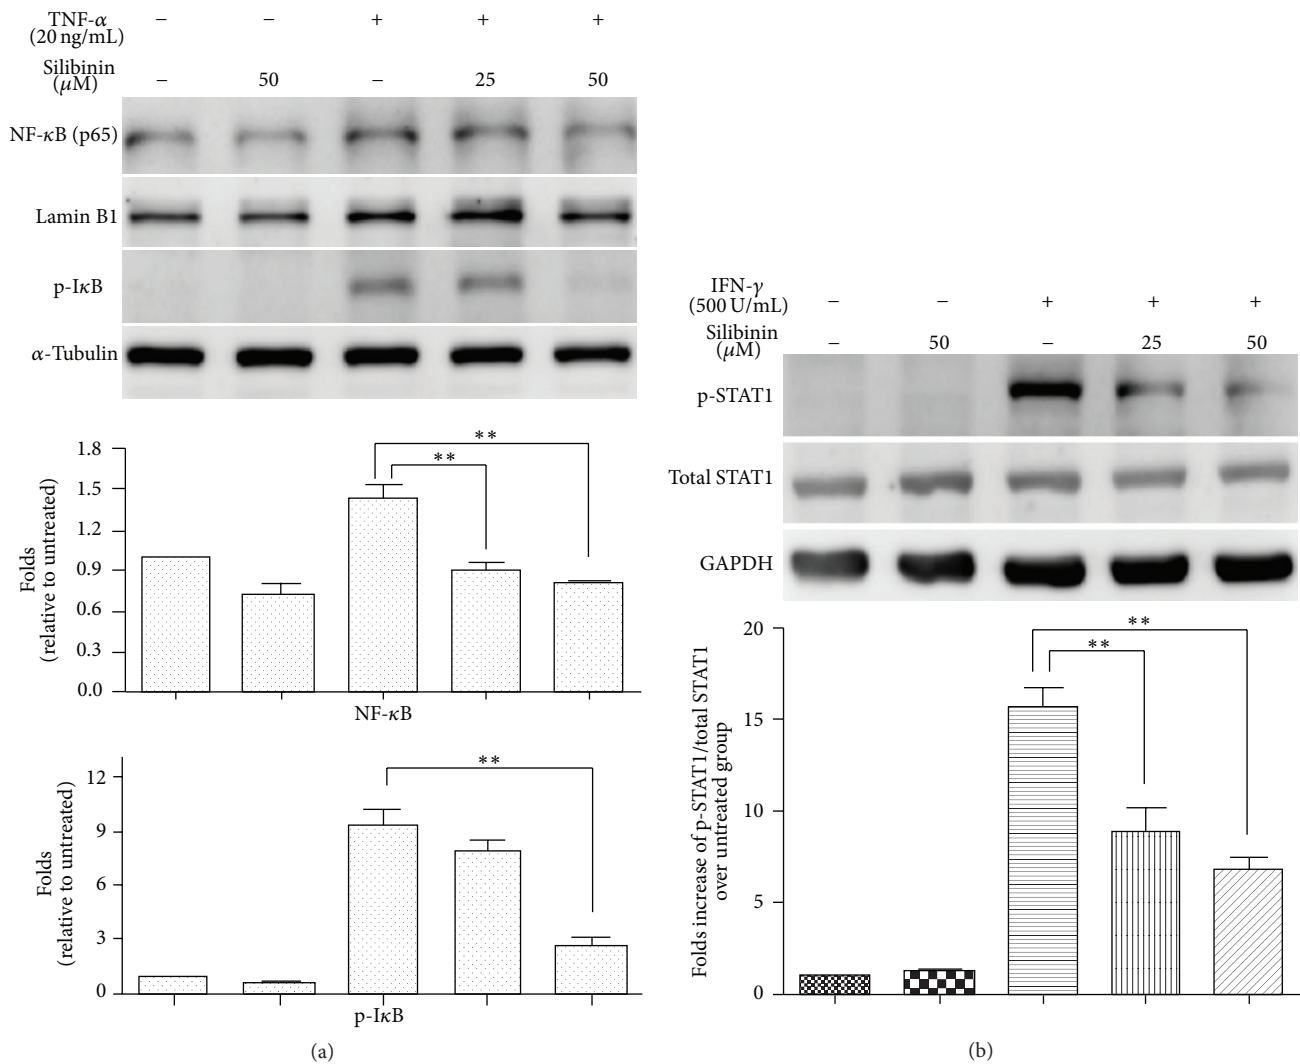 TNF-α
(20 ng/mL)
− − + + +
Silibinin
(μM)
− 50 − 25 50
NF-κB (p65)
Lamin B1
p-IκB
α-Tubulin
Folds
(relative to untreated)
1.8
1.5
1.2
0.9
0.6
0.3
0.0
**
**
NF-κB
Folds
(relative to untreated)
12
9
6
3
0
**
p-IκB
(a)
IFN-γ
(500 U/mL)
− − + + +
Silibinin
(μM)
− 50 − 25 50
p-STAT1
Total STAT1
GAPDH
Folds increase of p-STAT1/total STAT1
over untreated group
20
15
10
5
0
**
**
(b)